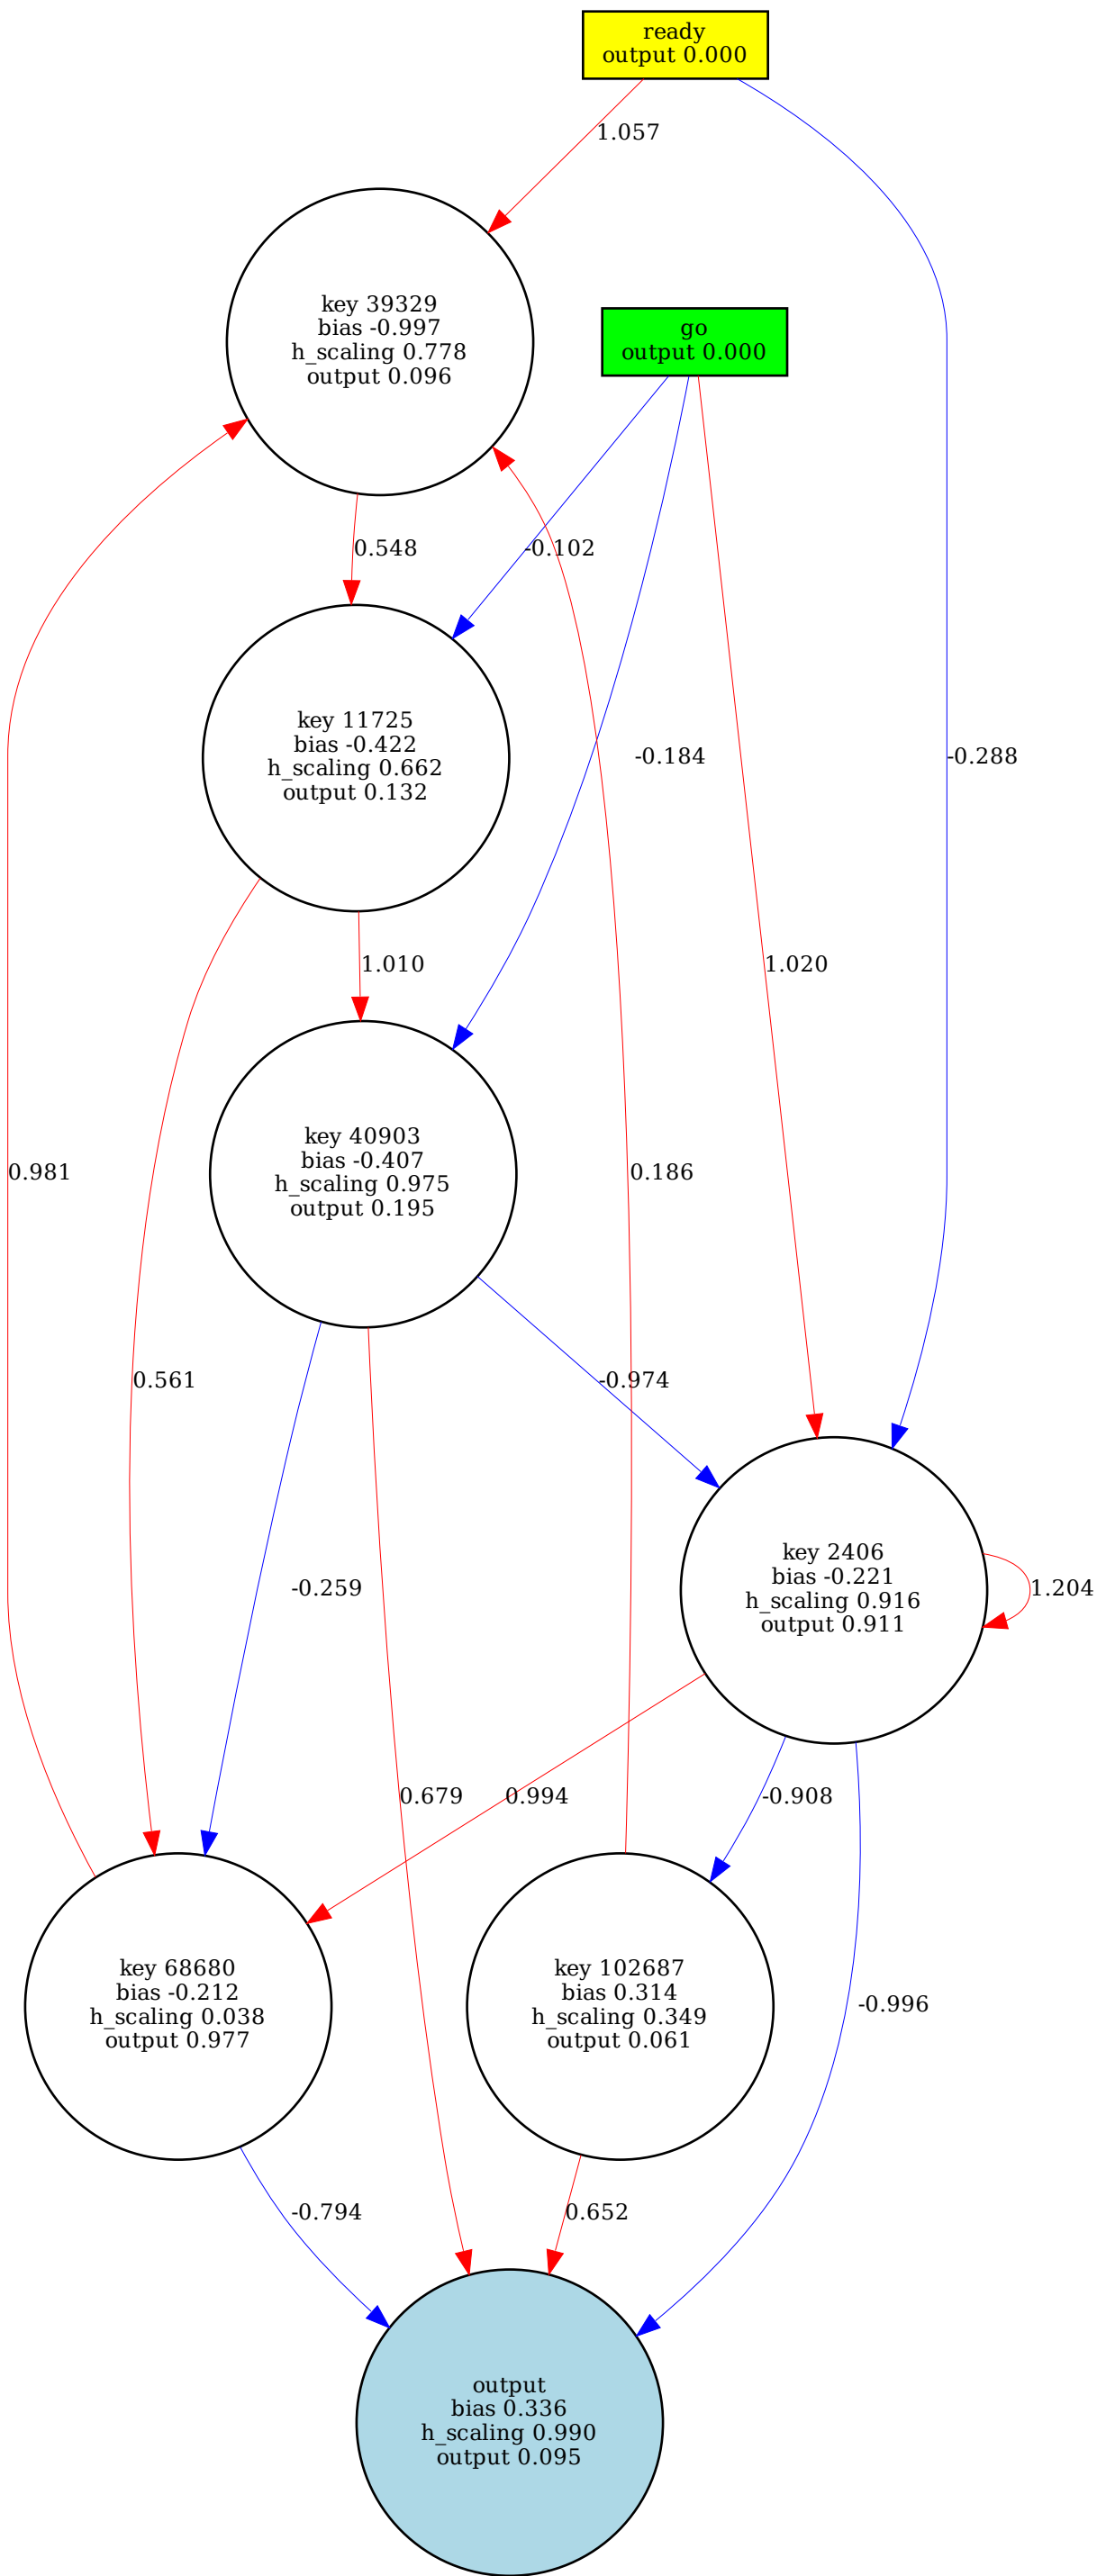 ready
output 0.000
1.057
key 39329
bias -0.997
h_scaling 0.778
output 0.096
go
output 0.000
0.548
-0.102
key 11725
bias -0.422
h_scaling 0.662
output 0.132
-0.184
-0.288
1.010
1.020
key 40903
bias -0.407
h_scaling 0.975
output 0.195
0.981
0.186
0.561
-0.974
key 2406
bias -0.221
h_scaling 0.916
output 0.911
-0.259
1.204
0.679
0.994
-0.908
key 68680
bias -0.212
h_scaling 0.038
output 0.977
key 102687
bias 0.314
h_scaling 0.349
output 0.061
-0.996
-0.794
0.652
output
bias 0.336
h_scaling 0.990
output 0.095